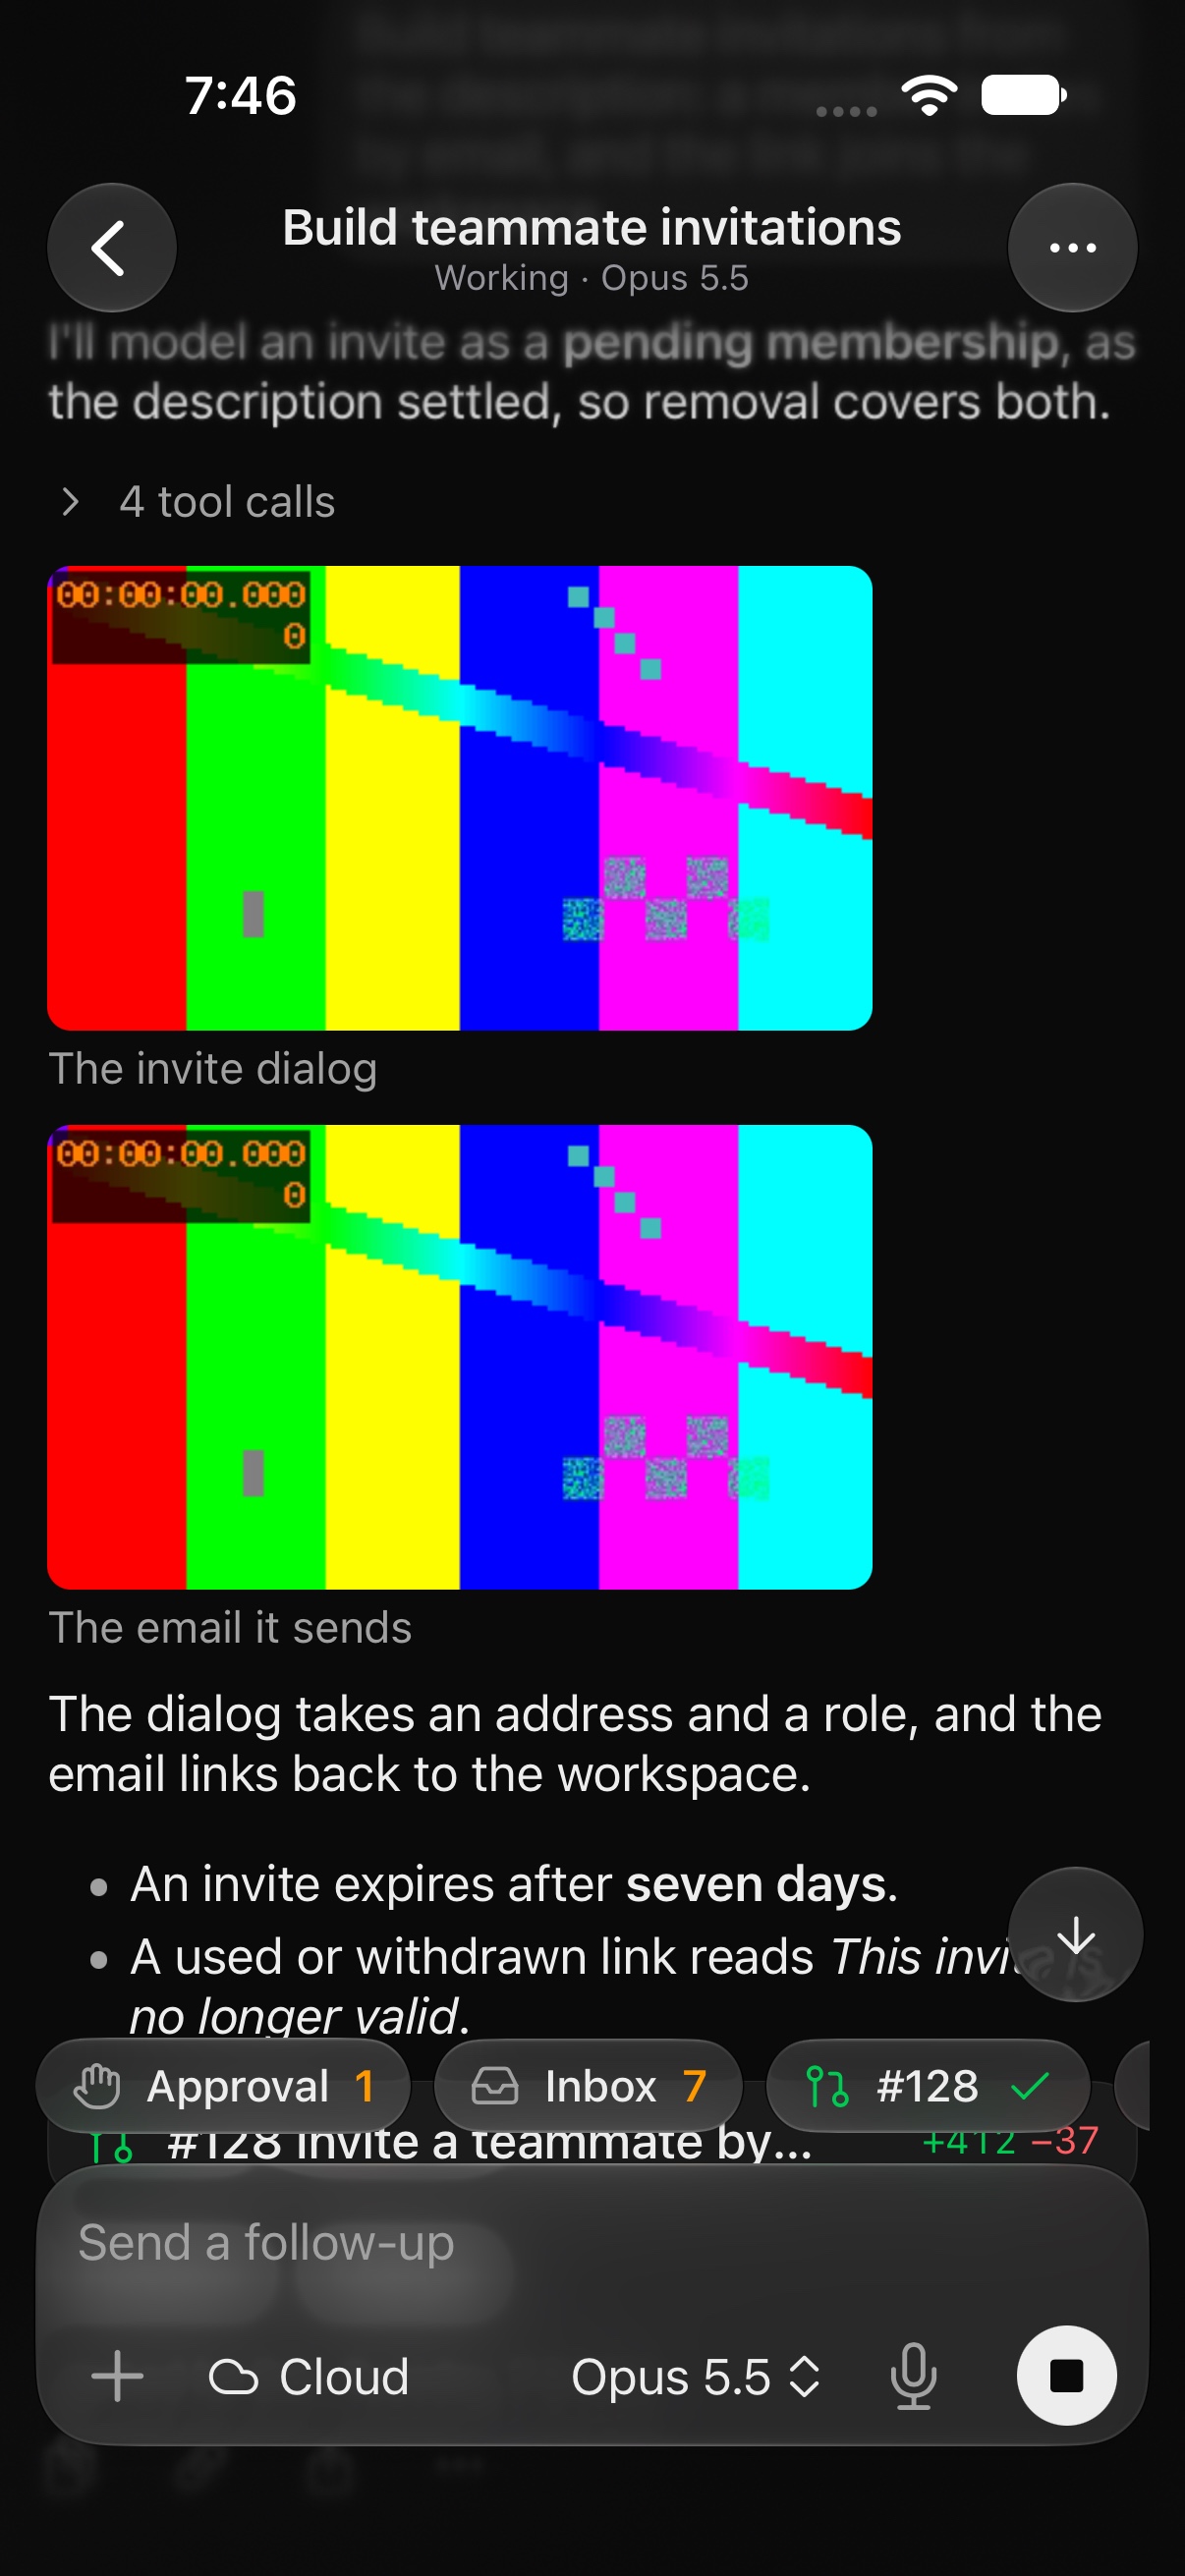 7:46
Build teammate invitations
Working · Opus 5.5
I'll model an invite as a pending membership, as
the description settled, so removal covers both.
4 tool calls
00:00:00.000
0
The invite dialog
00:00:00.000
0
The email it sends
The dialog takes an address and a role, and the
email links back to the workspace.
An invite expires after seven days.
A used or withdrawn link reads This invite is
no longer valid.
Approval 1
Inbox 7
#128
#128 Invite a teammate by... +412 −37
Send a follow-up
Cloud
Opus 5.5